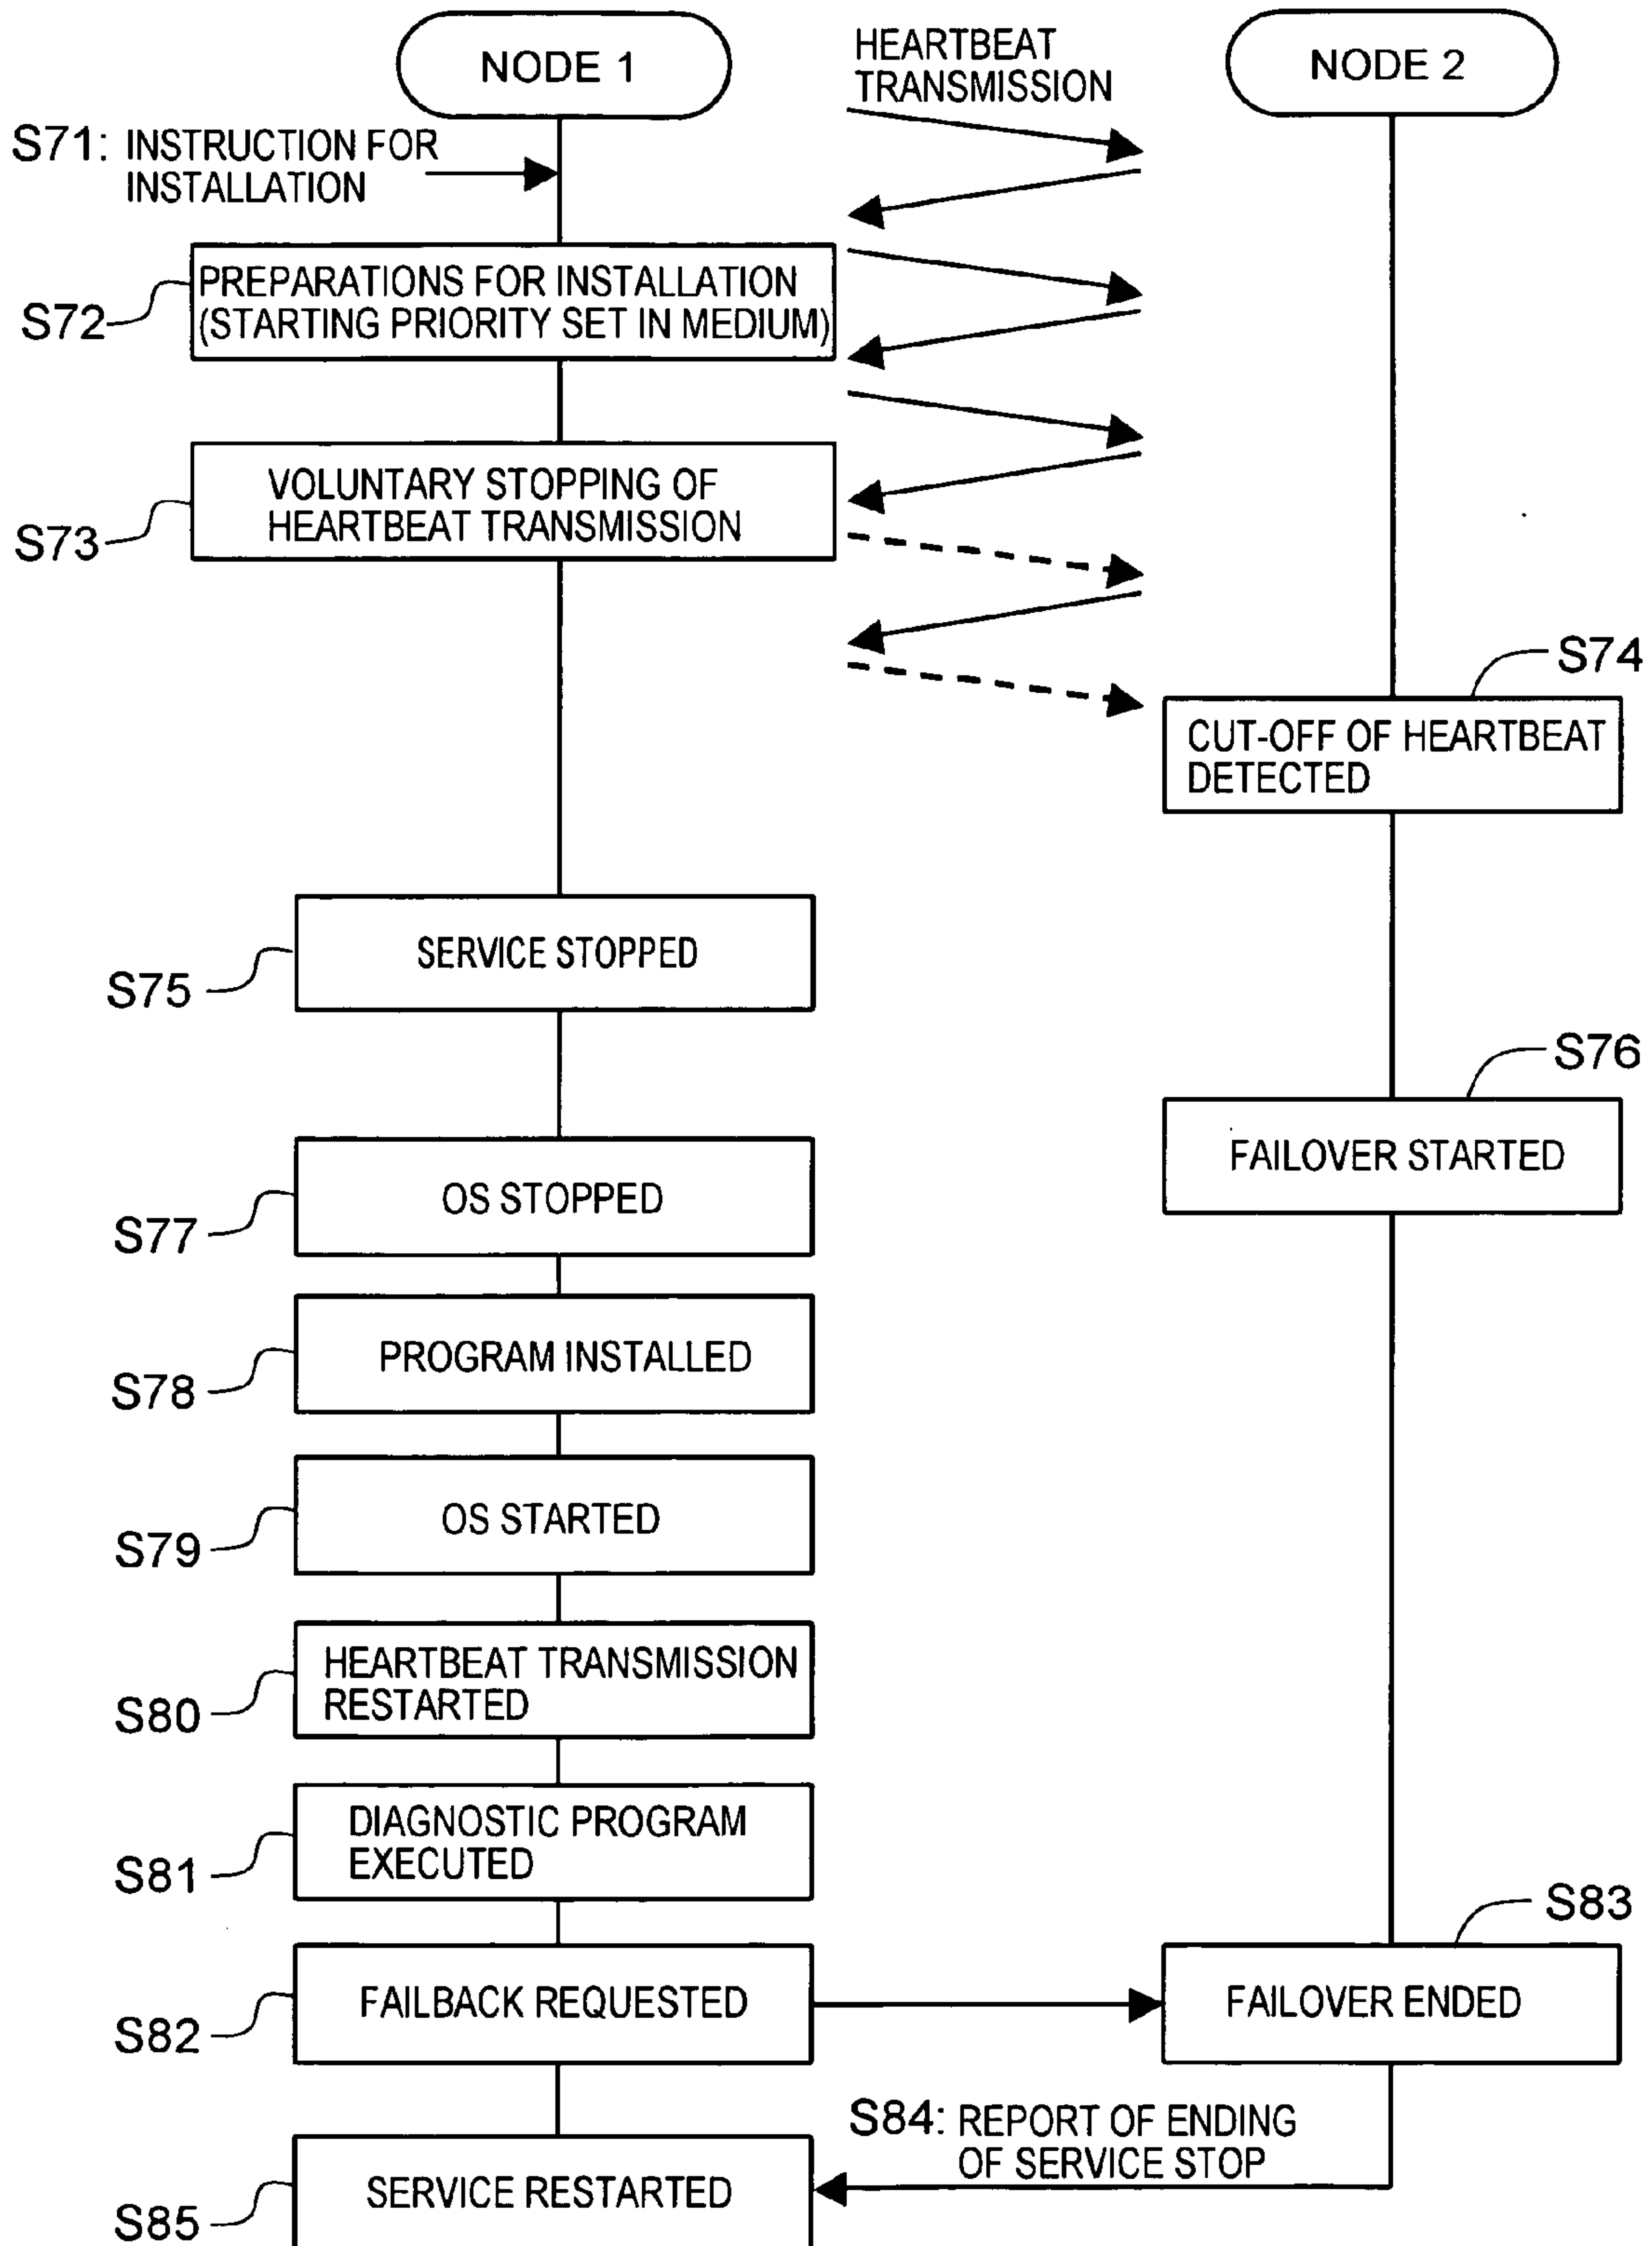 NODE 1
HEARTBEAT
TRANSMISSION
NODE 2
S71: INSTRUCTION FOR
INSTALLATION
S72
PREPARATIONS FOR INSTALLATION
(STARTING PRIORITY SET IN MEDIUM)
S73
VOLUNTARY STOPPING OF
HEARTBEAT TRANSMISSION
S74
CUT-OFF OF HEARTBEAT
DETECTED
S75
SERVICE STOPPED
S76
FAILOVER STARTED
S77
OS STOPPED
S78
PROGRAM INSTALLED
S79
OS STARTED
S80
HEARTBEAT TRANSMISSION
RESTARTED
S81
DIAGNOSTIC PROGRAM
EXECUTED
S82
FAILBACK REQUESTED
S83
FAILOVER ENDED
S84: REPORT OF ENDING
OF SERVICE STOP
S85
SERVICE RESTARTED